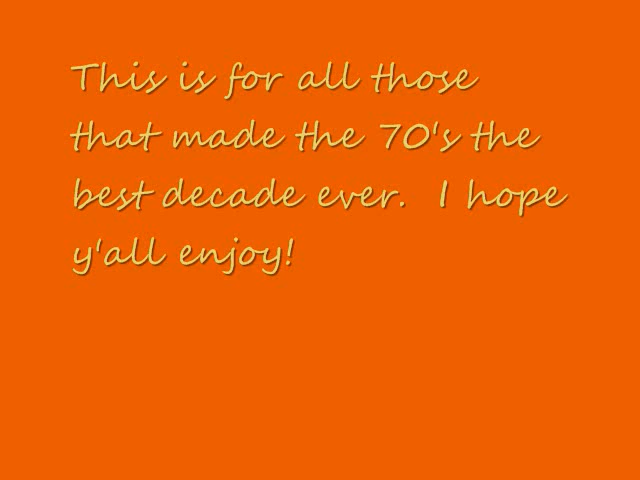 This is for all those
that made the 70's the
best decade ever.  I hope
y'all enjoy!